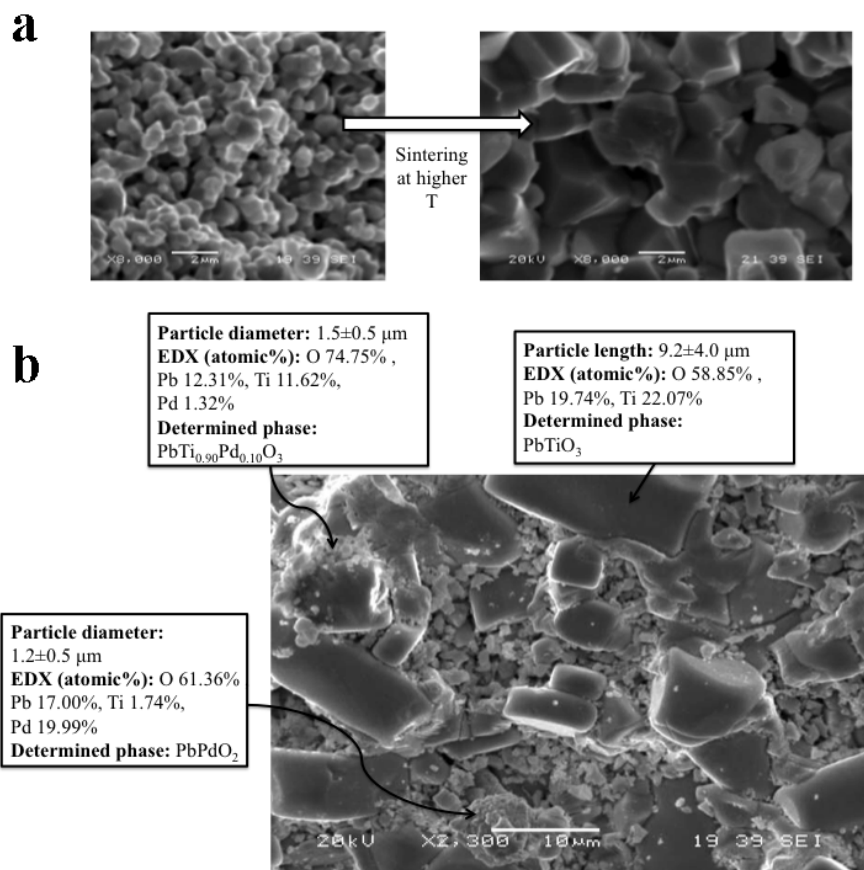 a
Sintering
at higher
T
X8,000 2μm 19 39 SEI
20kV X8,000 2μm 21 39 SEI
b
Particle diameter: 1.5±0.5 μm
EDX (atomic%): O 74.75% ,
Pb 12.31%, Ti 11.62%,
Pd 1.32%
Determined phase:
PbTi0.90Pd0.10O3
Particle length: 9.2±4.0 μm
EDX (atomic%): O 58.85% ,
Pb 19.74%, Ti 22.07%
Determined phase:
PbTiO3
Particle diameter:
1.2±0.5 μm
EDX (atomic%): O 61.36%
Pb 17.00%, Ti 1.74%,
Pd 19.99%
Determined phase: PbPdO2
20kV X2,300 10μm 19 39 SEI